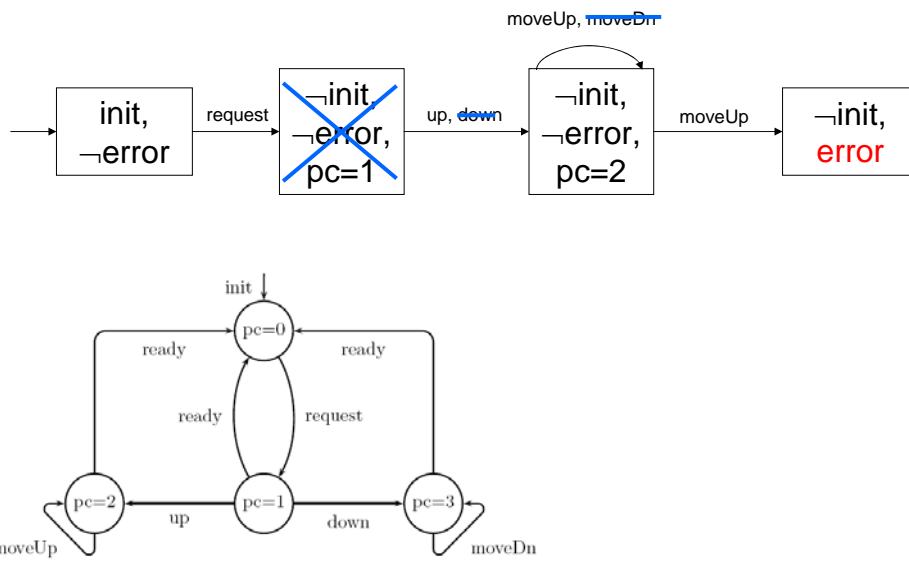 moveUp, moveDn
init,
¬error
request
¬init,
¬error,
pc=1
up, down
¬init,
¬error,
pc=2
moveUp
¬init,
error
init
pc=0
ready
ready
ready
request
pc=2
pc=1
pc=3
up
down
moveUp
moveDn